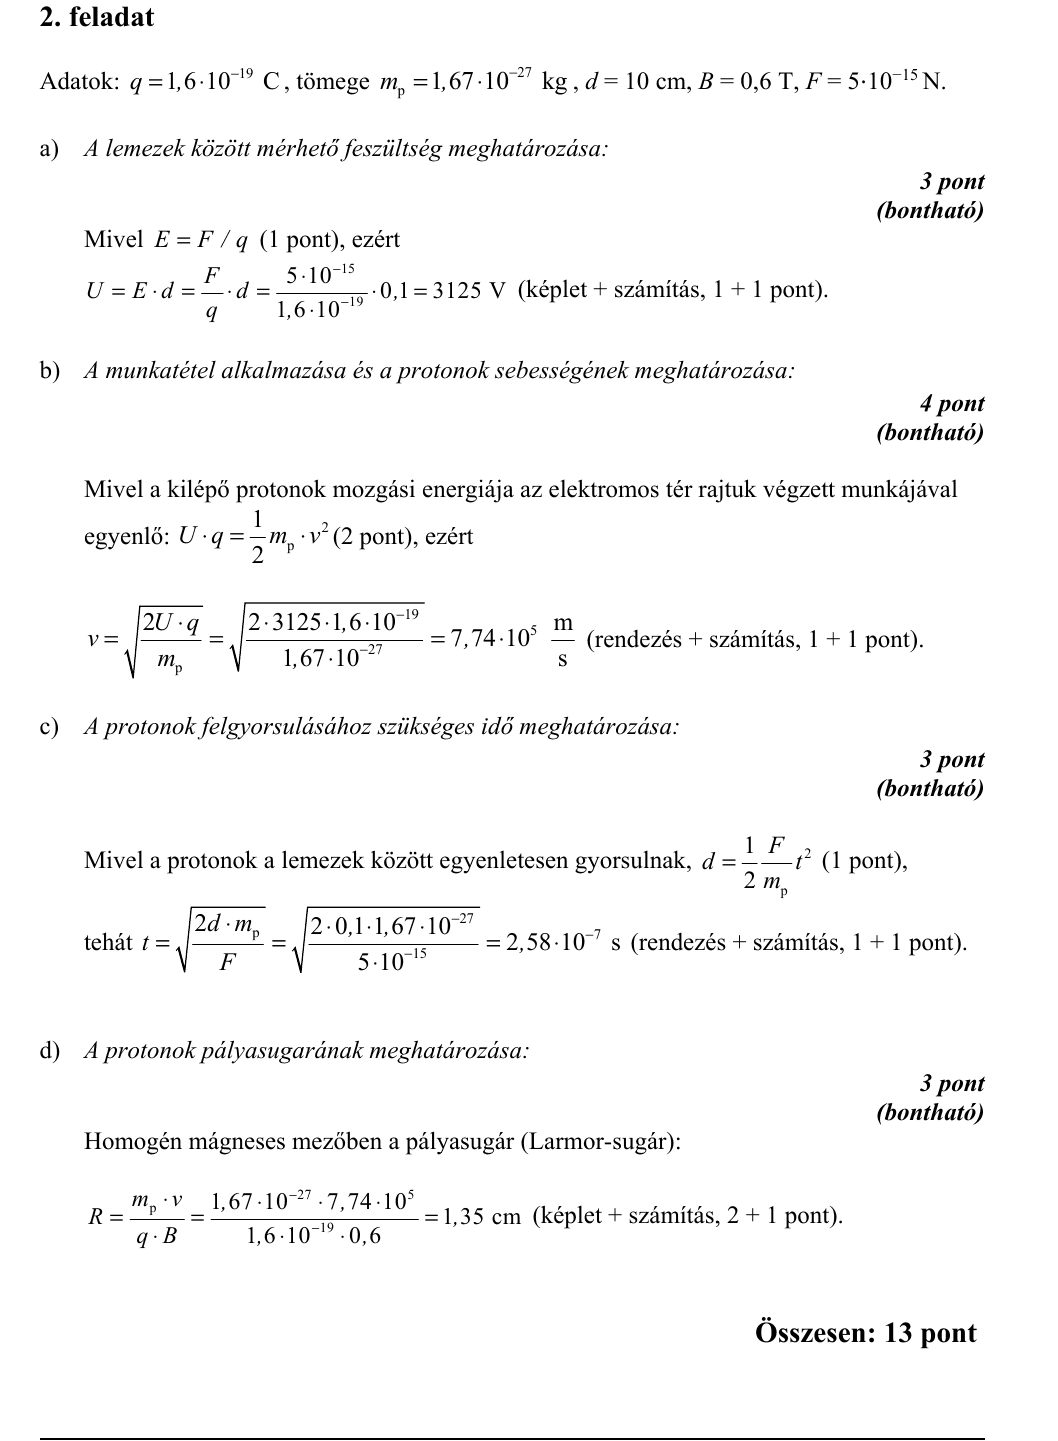 2. feladat
Adatok: q = 1,6·10⁻¹⁹ C, tömege mₚ = 1,67·10⁻²⁷ kg, d = 10 cm, B = 0,6 T, F = 5·10⁻¹⁵ N.
a) A lemezek között mérhető feszültség meghatározása:
3 pont
(bontható)
Mivel E = F / q (1 pont), ezért
U = E·d = F/q·d = 5·10⁻¹⁵/1,6·10⁻¹⁹·0,1 = 3125 V (képlet + számítás, 1 + 1 pont).
b) A munkatétel alkalmazása és a protonok sebességének meghatározása:
4 pont
(bontható)
Mivel a kilépő protonok mozgási energiája az elektromos tér rajtuk végzett munkájával
egyenlő: U·q = 1/2 mₚ·v² (2 pont), ezért
v = √(2U·q/mₚ) = √(2·3125·1,6·10⁻¹⁹/1,67·10⁻²⁷) = 7,74·10⁵ m/s (rendezés + számítás, 1 + 1 pont).
c) A protonok felgyorsulásához szükséges idő meghatározása:
3 pont
(bontható)
Mivel a protonok a lemezek között egyenletesen gyorsulnak, d = 1/2 F/mₚ t² (1 pont),
tehát t = √(2d·mₚ/F) = √(2·0,1·1,67·10⁻²⁷/5·10⁻¹⁵) = 2,58·10⁻⁷ s (rendezés + számítás, 1 + 1 pont).
d) A protonok pályasugarának meghatározása:
3 pont
(bontható)
Homogén mágneses mezőben a pályasugár (Larmor-sugár):
R = mₚ·v/q·B = 1,67·10⁻²⁷·7,74·10⁵/1,6·10⁻¹⁹·0,6 = 1,35 cm (képlet + számítás, 2 + 1 pont).
Összesen: 13 pont